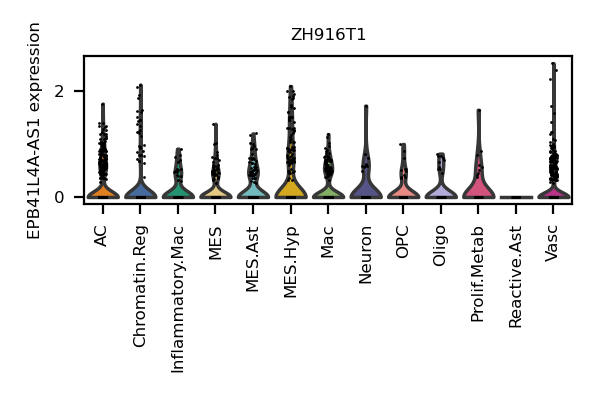 ZH916T1
EPB41L4A-AS1 expression
2
0
AC
Chromatin.Reg
Inflammatory.Mac
MES
MES.Ast
MES.Hyp
Mac
Neuron
OPC
Oligo
Prolif.Metab
Reactive.Ast
Vasc